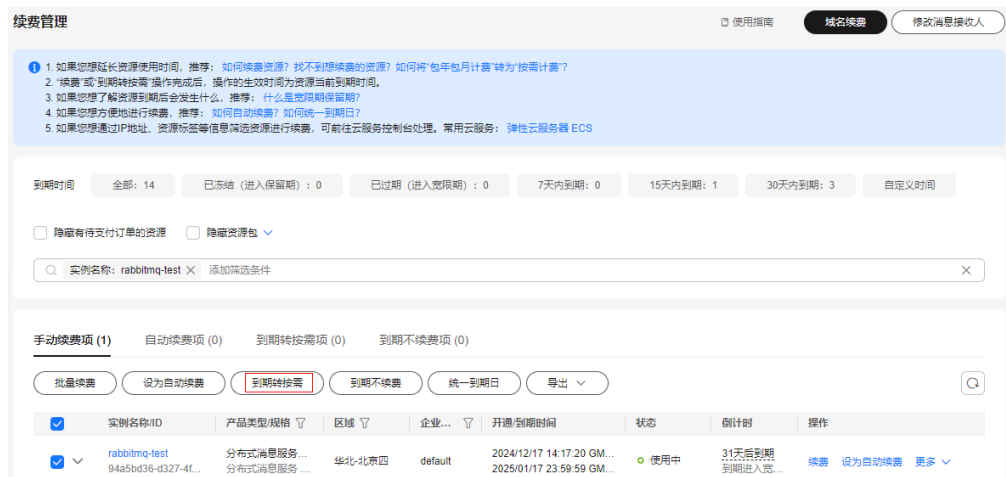 续费管理
使用指南
域名续费
修改消息接收人
1. 如果您想延长资源使用时间，推荐： 如何续费资源？找不到想续费的资源？如何将"包年包月计费"转为"按需计费"？
2. "续费"或"到期转按需"操作完成后，操作的生效时间为资源当前到期时间。
3. 如果您想了解资源到期后会发生什么，推荐： 什么是宽限期保留期？
4. 如果您想方便地进行续费，推荐： 如何自动续费？如何统一到期日？
5. 如果您想通过IP地址、资源标签等信息筛选资源进行续费，可前往云服务控制台处理。常用云服务： 弹性云服务器 ECS
到期时间 全部：14 已冻结（进入保留期）：0 已过期（进入宽限期）：0 7天内到期：0 15天内到期：1 30天内到期：3 自定义时间
隐藏有待支付订单的资源 隐藏资源包
实例名称：rabbitmq-test 添加筛选条件
手动续费项 (1) 自动续费项 (0) 到期转按需项 (0) 到期不续费项 (0)
批量续费 设为自动续费 到期转按需 到期不续费 统一到期日 导出
实例名称/ID 产品类型/规格 区域 企业... 开通/到期时间 状态 倒计时 操作
rabbitmq-test 分布式消息服务... 华北-北京四 default 2024/12/17 14:17:20 GM... 使用中 31天后到期 续费 设为自动续费 更多
94a5bd36-d327-4f... 分布式消息服务 ... 2025/01/17 23:59:59 GM... 到期进入宽...